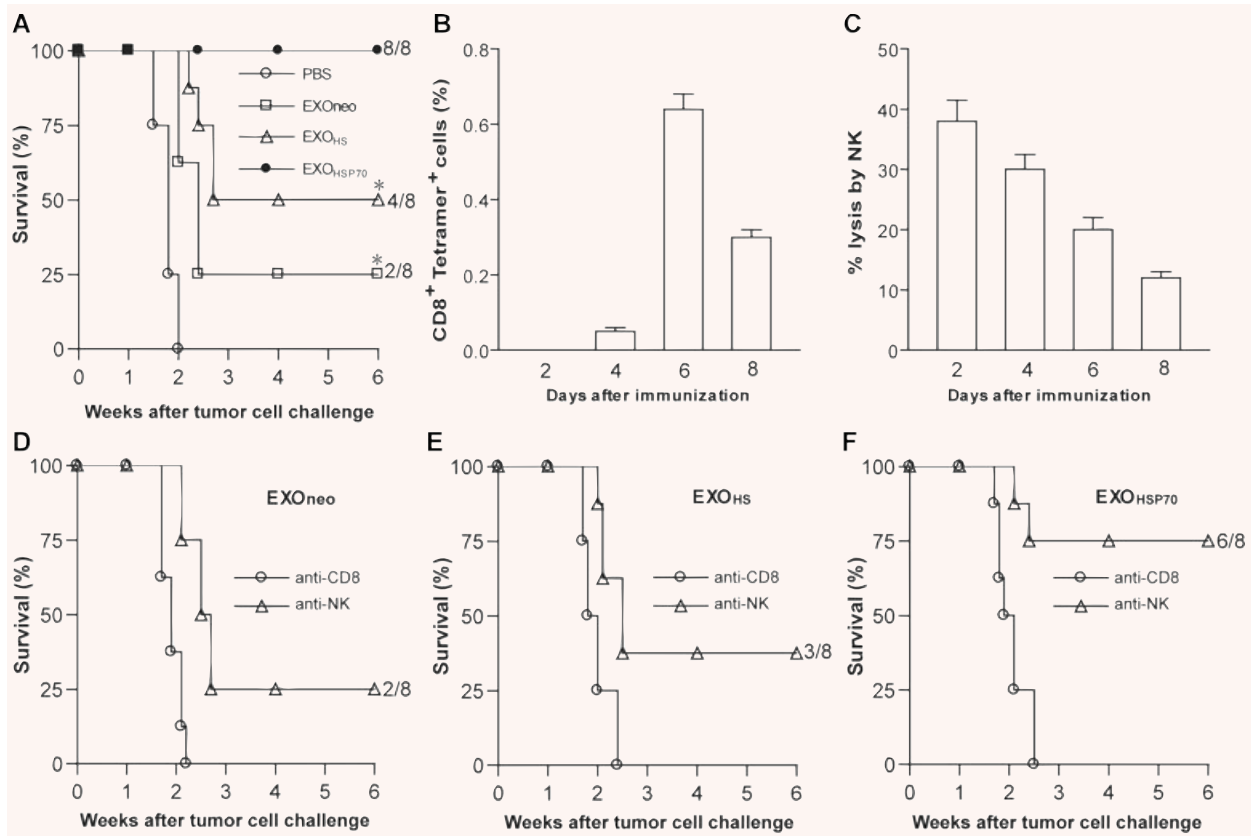 A
Survival (%)
100
75
50
25
0
0 1 2 3 4 5 6
Weeks after tumor cell challenge
PBS
EXOneo
EXOHS
EXOHSP70
8/8
*
4/8
*
2/8
B
CD8+ Tetramer+ cells (%)
0.8
0.6
0.4
0.2
0.0
2 4 6 8
Days after immunization
C
% lysis by NK
50
40
30
20
10
0
2 4 6 8
Days after immunization
D
Survival (%)
100
75
50
25
0
0 1 2 3 4 5 6
Weeks after tumor cell challenge
EXOneo
anti-CD8
anti-NK
2/8
E
Survival (%)
100
75
50
25
0
0 1 2 3 4 5 6
Weeks after tumor cell challenge
EXOHS
anti-CD8
anti-NK
3/8
F
Survival (%)
100
75
50
25
0
0 1 2 3 4 5 6
Weeks after tumor cell challenge
EXOHSP70
anti-CD8
anti-NK
6/8